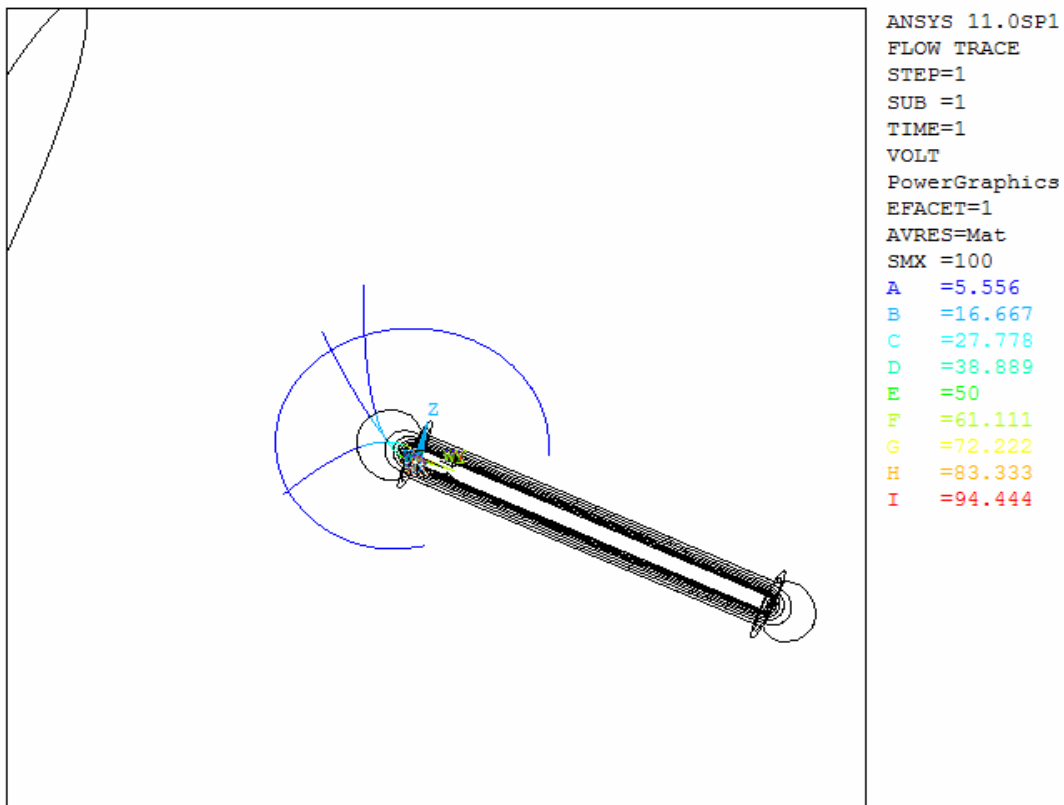 ANSYS 11.0SP1
FLOW TRACE
STEP=1
SUB =1
TIME=1
VOLT
PowerGraphics
EFACET=1
AVRES=Mat
SMX =100
A =5.556
B =16.667
C =27.778
D =38.889
E =50
F =61.111
G =72.222
H =83.333
I =94.444
Z